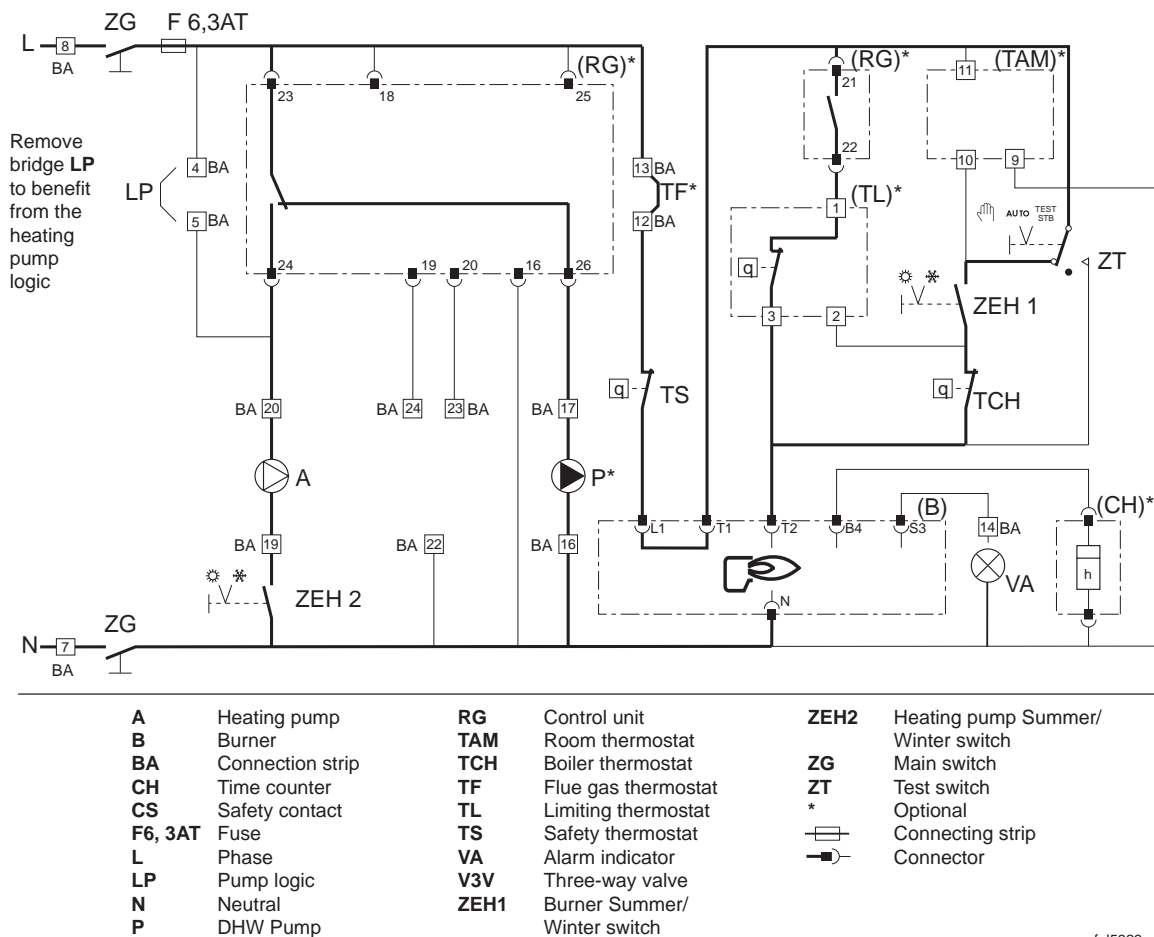 ZG F 6,3AT
L 8
BA
(RG)*
23 18 25
Remove
bridge LP
to benefit
from the
heating
pump
logic
LP
4 BA
5 BA
24 19 20 16 26
13 BA
TF*
12 BA
(RG)*
21
22
(TAM)*
11
10 9
(TL)*
1
q
3 2
AUTO TEST
STB
ZT
ZEH 1
q TCH
q TS
BA 20
BA 24 23 BA
BA 17
A
P*
BA 19
BA 22
BA 16
ZEH 2
(B)
L1 T1 T2 B4 S3
N
14 BA
VA
(CH)*
h
ZG
N 7
BA
A Heating pump
B Burner
BA Connection strip
CH Time counter
CS Safety contact
F6, 3AT Fuse
L Phase
LP Pump logic
N Neutral
P DHW Pump
RG Control unit
TAM Room thermostat
TCH Boiler thermostat
TF Flue gas thermostat
TL Limiting thermostat
TS Safety thermostat
VA Alarm indicator
V3V Three-way valve
ZEH1 Burner Summer/
Winter switch
ZEH2 Heating pump Summer/
Winter switch
ZG Main switch
ZT Test switch
* Optional
Connecting strip
Connector